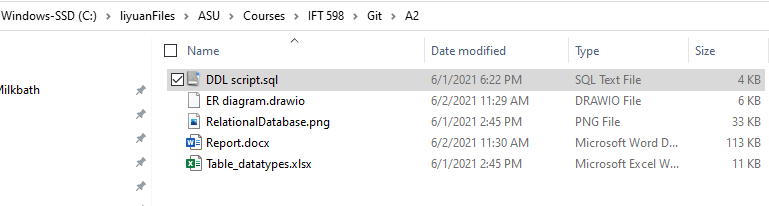 Windows-SSD (C:) > liyuanFiles > ASU > Courses > IFT 598 > Git > A2
Name Date modified Type Size
DDL script.sql 6/1/2021 6:22 PM SQL Text File 4 KB
Milkbath
ER diagram.drawio 6/2/2021 11:29 AM DRAWIO File 6 KB
RelationalDatabase.png 6/1/2021 2:45 PM PNG File 33 KB
Report.docx 6/2/2021 11:30 AM Microsoft Word D... 113 KB
Table_datatypes.xlsx 6/1/2021 2:45 PM Microsoft Excel W... 11 KB